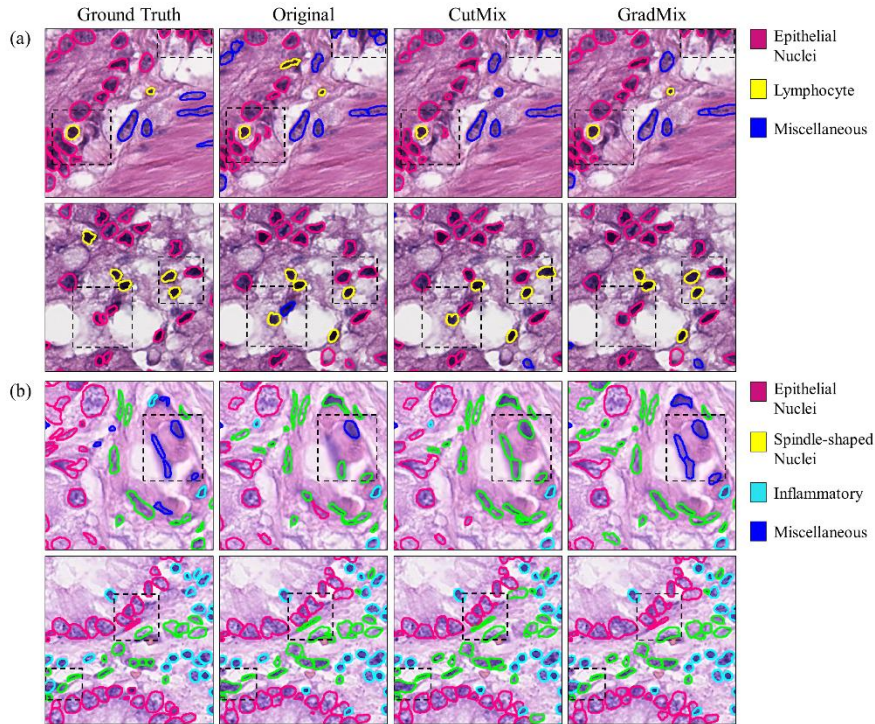 Ground Truth Original CutMix GradMix
(a)
Epithelial
Nuclei
Lymphocyte
Miscellaneous
(b)
Epithelial
Nuclei
Spindle-shaped
Nuclei
Inflammatory
Miscellaneous